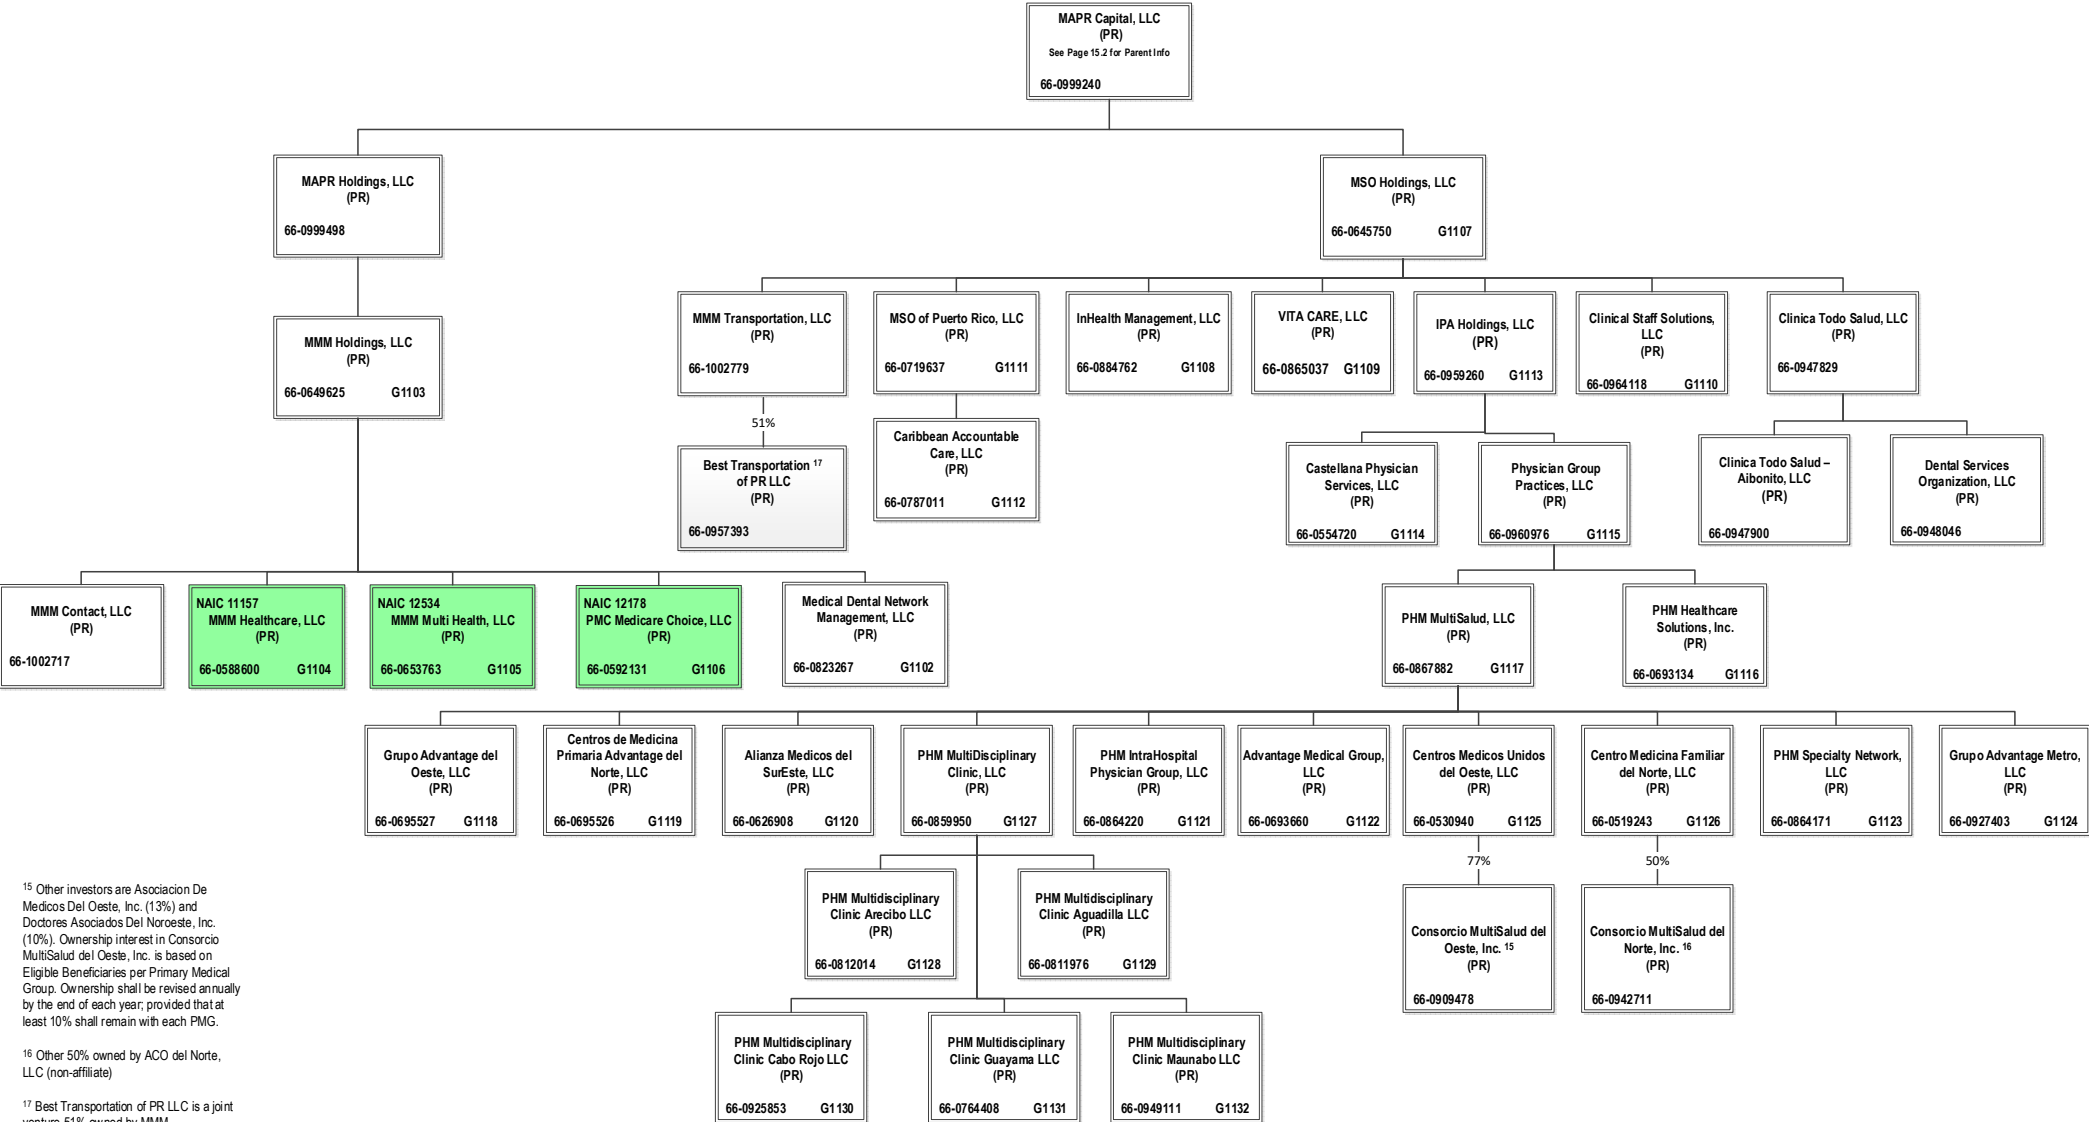 MAPR Capital, LLC
(PR)
See Page 15.2 for Parent Info
66-0999240
MAPR Holdings, LLC
(PR)
66-0999498
MSO Holdings, LLC
(PR)
66-0645750 G1107
MMM Holdings, LLC
(PR)
66-0649625 G1103
MMM Transportation, LLC
(PR)
66-1002779
MSO of Puerto Rico, LLC
(PR)
66-0719637 G1111
InHealth Management, LLC
(PR)
66-0884762 G1108
VITA CARE, LLC
(PR)
66-0865037 G1109
IPA Holdings, LLC
(PR)
66-0959260 G1113
Clinical Staff Solutions,
LLC
(PR)
66-0964118 G1110
Clinica Todo Salud, LLC
(PR)
66-0947829
51%
Best Transportation 17
of PR LLC
(PR)
66-0957393
Caribbean Accountable
Care, LLC
(PR)
66-0787011 G1112
Castellana Physician
Services, LLC
(PR)
66-0554720 G1114
Physician Group
Practices, LLC
(PR)
66-0960976 G1115
Clinica Todo Salud –
Aibonito, LLC
(PR)
66-0947900
Dental Services
Organization, LLC
(PR)
66-0948046
MMM Contact, LLC
(PR)
66-1002717
NAIC 11157
MMM Healthcare, LLC
(PR)
66-0588600 G1104
NAIC 12534
MMM Multi Health, LLC
(PR)
66-0653763 G1105
NAIC 12178
PMC Medicare Choice, LLC
(PR)
66-0592131 G1106
Medical Dental Network
Management, LLC
(PR)
66-0823267 G1102
PHM MultiSalud, LLC
(PR)
66-0867882 G1117
PHM Healthcare
Solutions, Inc.
(PR)
66-0693134 G1116
Grupo Advantage del
Oeste, LLC
(PR)
66-0695527 G1118
Centros de Medicina
Primaria Advantage del
Norte, LLC
(PR)
66-0695526 G1119
Alianza Medicos del
SurEste, LLC
(PR)
66-0626908 G1120
PHM MultiDisciplinary
Clinic, LLC
(PR)
66-0859950 G1127
PHM IntraHospital
Physician Group, LLC
(PR)
66-0864220 G1121
Advantage Medical Group,
LLC
(PR)
66-0693660 G1122
Centros Medicos Unidos
del Oeste, LLC
(PR)
66-0530940 G1125
Centro Medicina Familiar
del Norte, LLC
(PR)
66-0519243 G1126
PHM Specialty Network,
LLC
(PR)
66-0864171 G1123
Grupo Advantage Metro,
LLC
(PR)
66-0927403 G1124
PHM Multidisciplinary
Clinic Arecibo LLC
(PR)
66-0812014 G1128
PHM Multidisciplinary
Clinic Aguadilla LLC
(PR)
66-0811976 G1129
77%
Consorcio MultiSalud del
Oeste, Inc. 15
(PR)
66-0909478
50%
Consorcio MultiSalud del
Norte, Inc. 16
(PR)
66-0942711
PHM Multidisciplinary
Clinic Cabo Rojo LLC
(PR)
66-0925853 G1130
PHM Multidisciplinary
Clinic Guayama LLC
(PR)
66-0764408 G1131
PHM Multidisciplinary
Clinic Maunabo LLC
(PR)
66-0949111 G1132
15 Other investors are Asociacion De
Medicos Del Oeste, Inc. (13%) and
Doctores Asociados Del Noroeste, Inc.
(10%). Ownership interest in Consorcio
MultiSalud del Oeste, Inc. is based on
Eligible Beneficiaries per Primary Medical
Group. Ownership shall be revised annually
by the end of each year; provided that at
least 10% shall remain with each PMG.
16 Other 50% owned by ACO del Norte,
LLC (non-affiliate)
17 Best Transportation of PR LLC is a joint
venture 51% owned by MMM